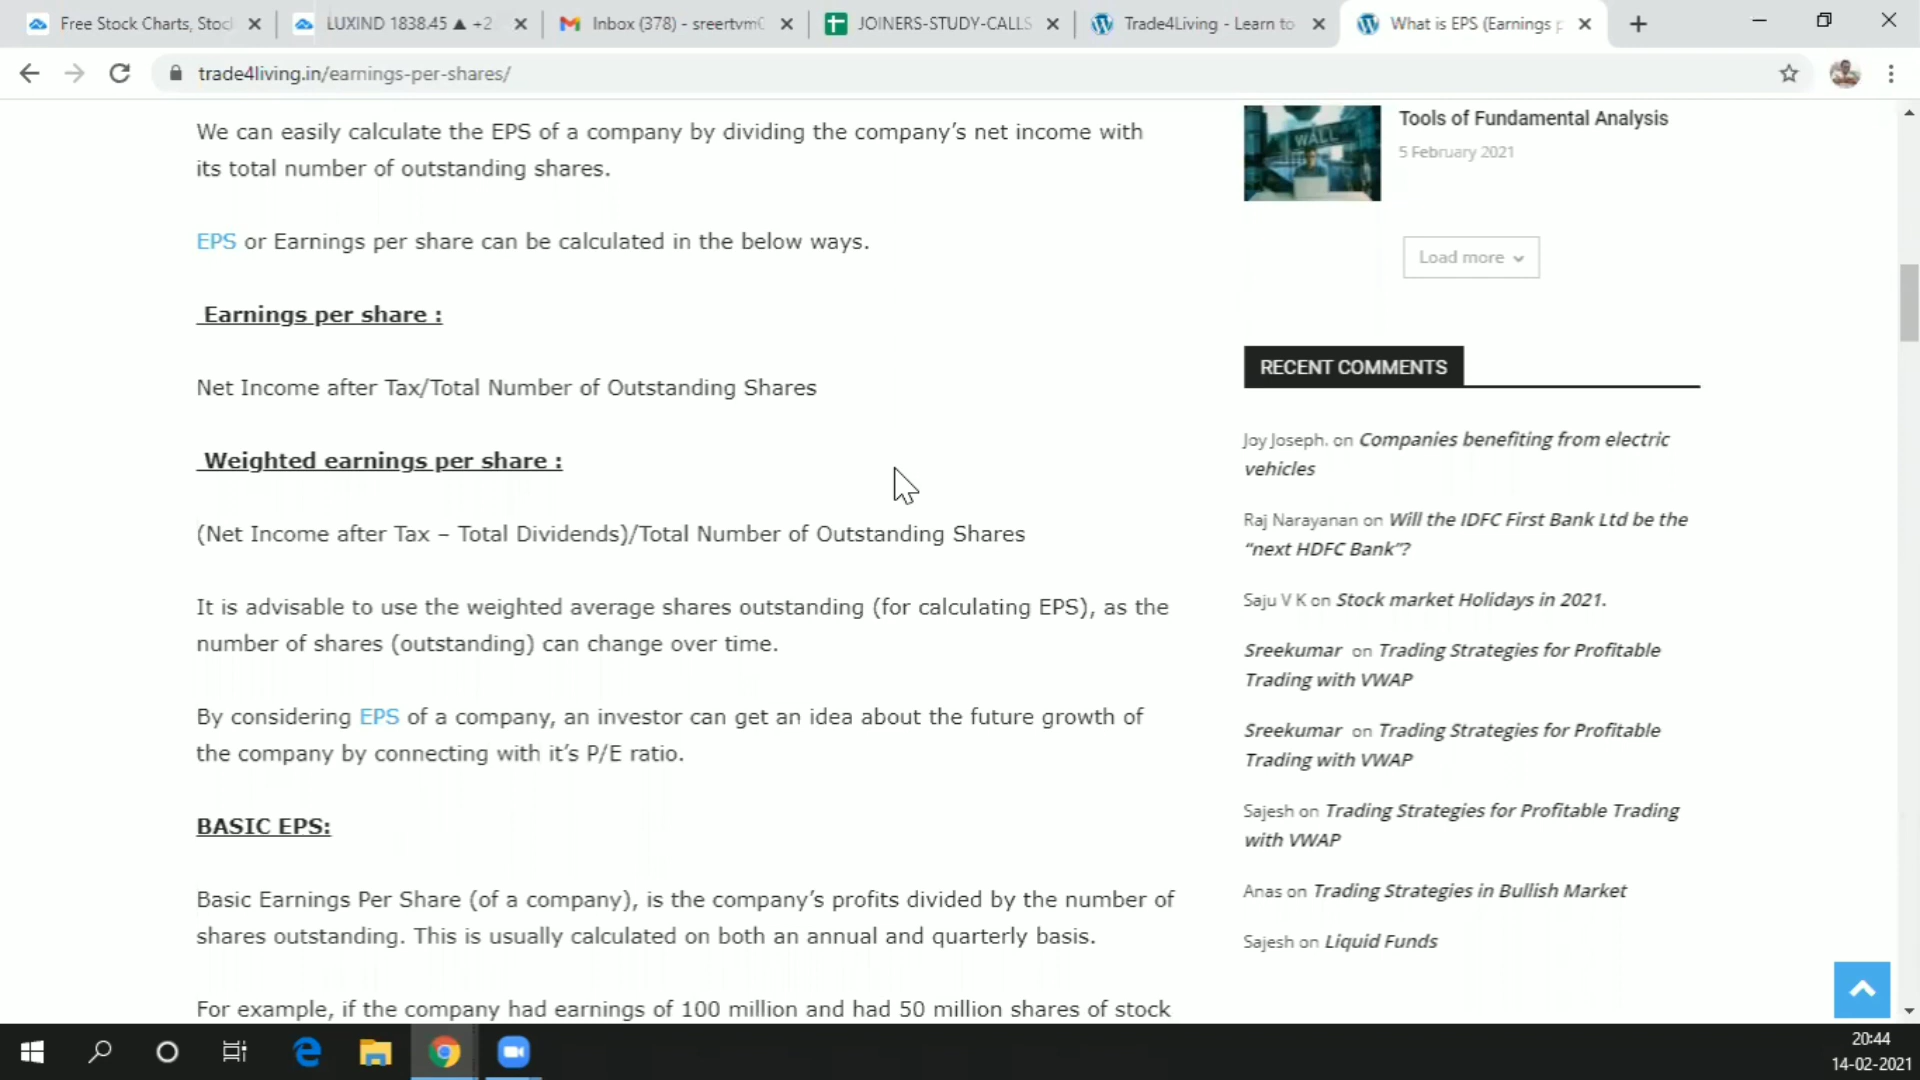 Free Stock Charts, Stoc
LUXIND 1838.45 ▲ +2
Inbox (378) - sreertvm
JOINERS-STUDY-CALLS
Trade4Living - Learn to
What is EPS (Earnings p
trade4living.in/earnings-per-shares/
We can easily calculate the EPS of a company by dividing the company’s net income with
its total number of outstanding shares.
EPS or Earnings per share can be calculated in the below ways.
Earnings per share :
Net Income after Tax/Total Number of Outstanding Shares
Weighted earnings per share :
(Net Income after Tax – Total Dividends)/Total Number of Outstanding Shares
It is advisable to use the weighted average shares outstanding (for calculating EPS), as the
number of shares (outstanding) can change over time.
By considering EPS of a company, an investor can get an idea about the future growth of
the company by connecting with it’s P/E ratio.
BASIC EPS:
Basic Earnings Per Share (of a company), is the company’s profits divided by the number of
shares outstanding. This is usually calculated on both an annual and quarterly basis.
For example, if the company had earnings of 100 million and had 50 million shares of stock
WALL
Tools of Fundamental Analysis
5 February 2021
Load more
RECENT COMMENTS
Joy Joseph. on Companies benefiting from electric
vehicles
Raj Narayanan on Will the IDFC First Bank Ltd be the
“next HDFC Bank”?
Saju V K on Stock market Holidays in 2021.
Sreekumar on Trading Strategies for Profitable
Trading with VWAP
Sreekumar on Trading Strategies for Profitable
Trading with VWAP
Sajesh on Trading Strategies for Profitable Trading
with VWAP
Anas on Trading Strategies in Bullish Market
Sajesh on Liquid Funds
20:44
14-02-2021